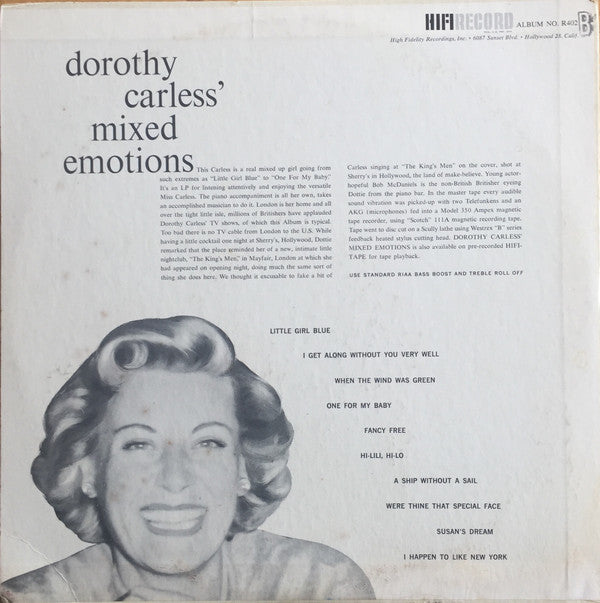 HIFIRECORD ALBUM NO. R402
B
High Fidelity Recordings, Inc. • 6087 Sunset Blvd. • Hollywood 28, Calif.
dorothy
carless'
mixed
emotions
This Carless is a real mixed up girl going from
such extremes as "Little Girl Blue" to "One For My Baby."
It's an LP for listening attentively and enjoying the versatile
Miss Carless. The piano accompaniment is all her own, takes
an accomplished musician to do it. London is her home and all
over the tight little isle, millions of Britishers have applauded
Dorothy Carless' TV shows, of which this Album is typical.
Too bad there is no TV cable from London to the U.S. While
having a little cocktail one night at Sherry's, Hollywood, Dottie
remarked that the place reminded her of a new, intimate little
nightclub, "The King's Men," in Mayfair, London at which she
had appeared on opening night, doing much the same sort of
thing she does here. We thought it excusable to fake a bit of
Carless singing at "The King's Men" on the cover, shot at
Sherry's in Hollywood, the land of make-believe. Young actor-
hopeful Bob McDaniels is the non-British Britisher eyeing
Dottie from the piano bar. In the master tape every audible
sound vibration was picked-up with two Telefunkens and an
AKG (microphones) fed into a Model 350 Ampex magnetic
tape recorder, using "Scotch" 111A magnetic recording tape.
Tape went to disc cut on a Scully lathe using Westrex "B" series
feedback heated stylus cutting head. DOROTHY CARLESS'
MIXED EMOTIONS is also available on pre-recorded HIFI-
TAPE for tape playback.
USE STANDARD RIAA BASS BOOST AND TREBLE ROLL OFF
LITTLE GIRL BLUE
I GET ALONG WITHOUT YOU VERY WELL
WHEN THE WIND WAS GREEN
ONE FOR MY BABY
FANCY FREE
HI-LILI, HI-LO
A SHIP WITHOUT A SAIL
WERE THINE THAT SPECIAL FACE
SUSAN'S DREAM
I HAPPEN TO LIKE NEW YORK